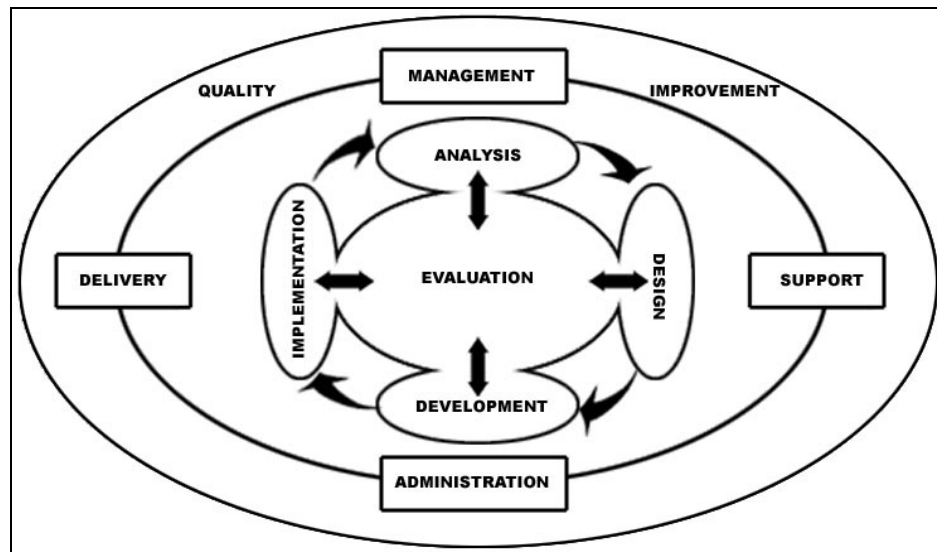 MANAGEMENT
QUALITY
IMPROVEMENT
ANALYSIS
IMPLEMENTATION
DELIVERY
EVALUATION
DESIGN
SUPPORT
DEVELOPMENT
ADMINISTRATION